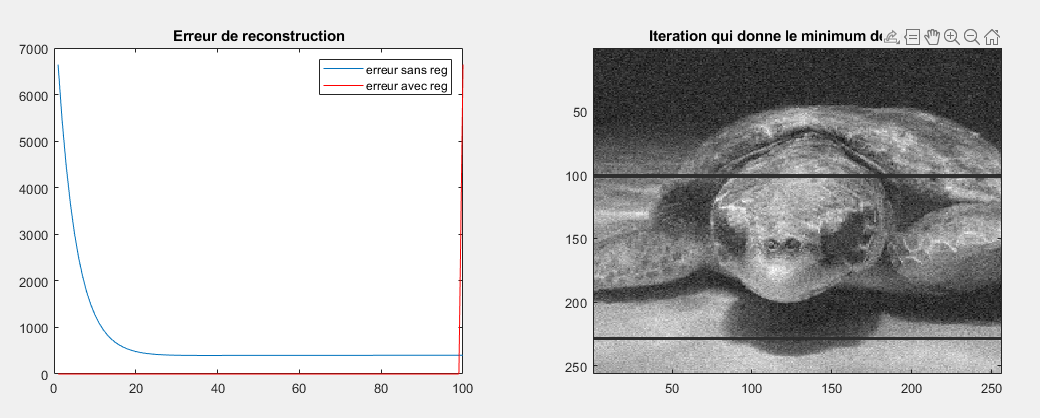 Erreur de reconstruction
7000
6000
5000
4000
3000
2000
1000
0
0 20 40 60 80 100
erreur sans reg
erreur avec reg
Iteration qui donne le minimum
50
100
150
200
250
50 100 150 200 250